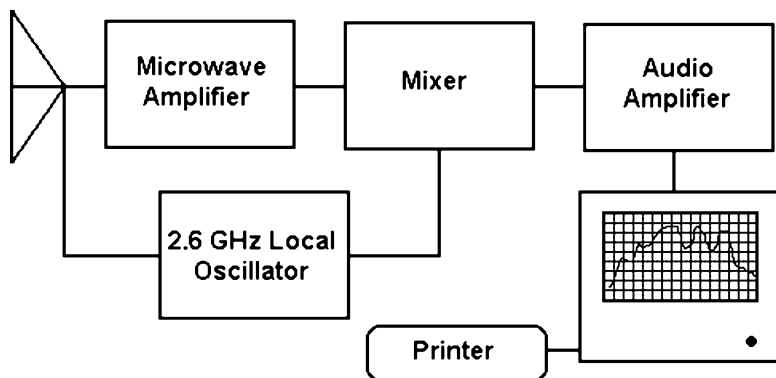 Microwave
Amplifier
Mixer
Audio
Amplifier
2.6 GHz Local
Oscillator
Printer